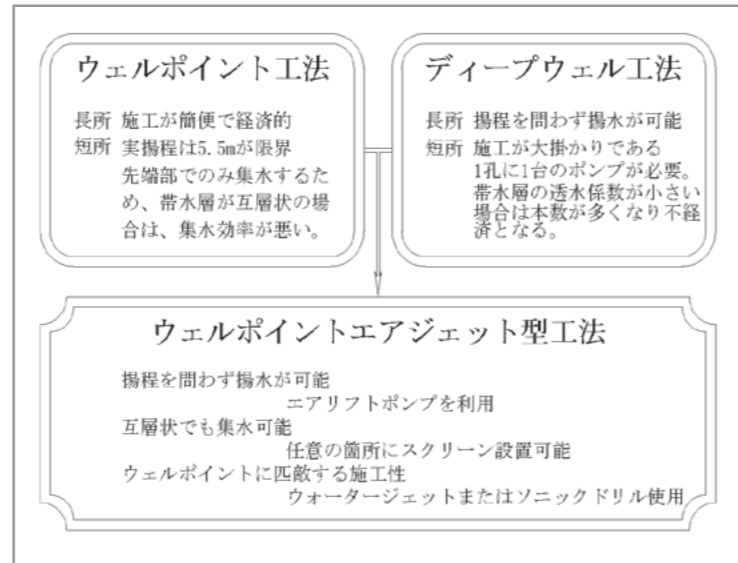 ウェルポイント工法
長所 施工が簡便で経済的
短所 実揚程は5.5mが限界
先端部でのみ集水するた
め、帯水層が互層状の場
合は、集水効率が悪い。
ディープウェル工法
長所 揚程を問わず揚水が可能
短所 施工が大掛かりである
1孔に1台のポンプが必要。
帯水層の透水係数が小さい
場合は本数が多くなり不経
済となる。
ウェルポイントエアジェット型工法
揚程を問わず揚水が可能
エアリフトポンプを利用
互層状でも集水可能
任意の箇所にスクリーン設置可能
ウェルポイントに匹敵する施工性
ウォータージェットまたはソニックドリル使用